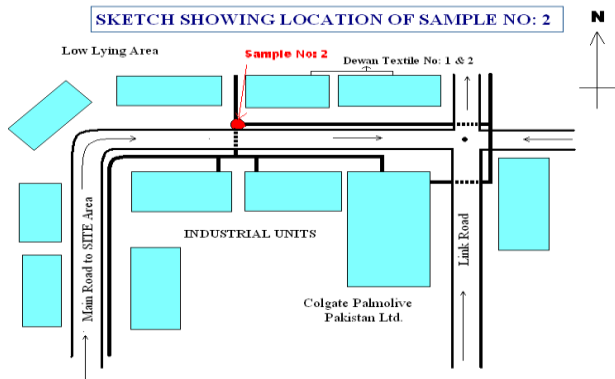 SKETCH SHOWING LOCATION OF SAMPLE NO: 2
N
Low Lying Area
Sample No: 2
Dewan Textile No: 1 & 2
Main Road to SITE Area
INDUSTRIAL UNITS
Link Road
Colgate Palmolive
Pakistan Ltd.